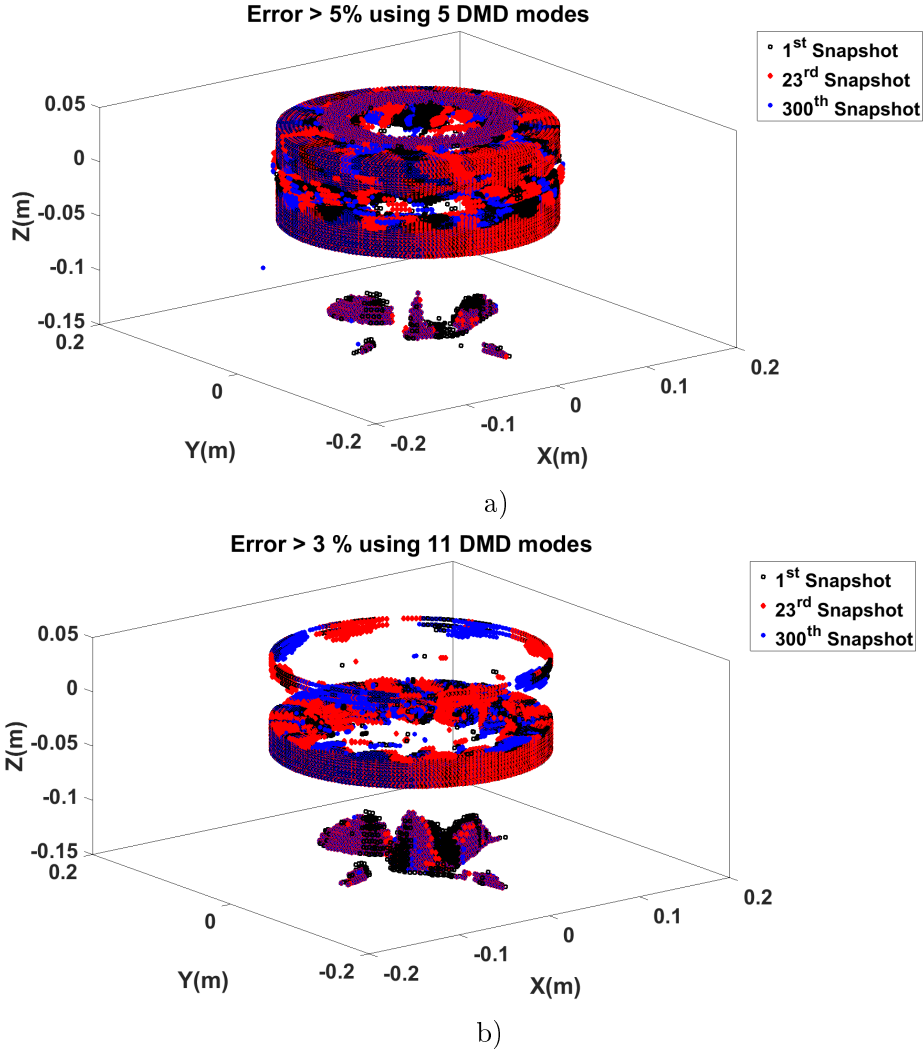 Error > 5% using 5 DMD modes
1st Snapshot
23rd Snapshot
300th Snapshot
0.05
0
-0.05
-0.1
-0.15
Z(m)
0.2
0
-0.2
Y(m)
-0.2
-0.1
0
0.1
0.2
X(m)
a)
Error > 3 % using 11 DMD modes
1st Snapshot
23rd Snapshot
300th Snapshot
0.05
0
-0.05
-0.1
-0.15
Z(m)
0.2
0
-0.2
Y(m)
-0.2
-0.1
0
0.1
0.2
X(m)
b)